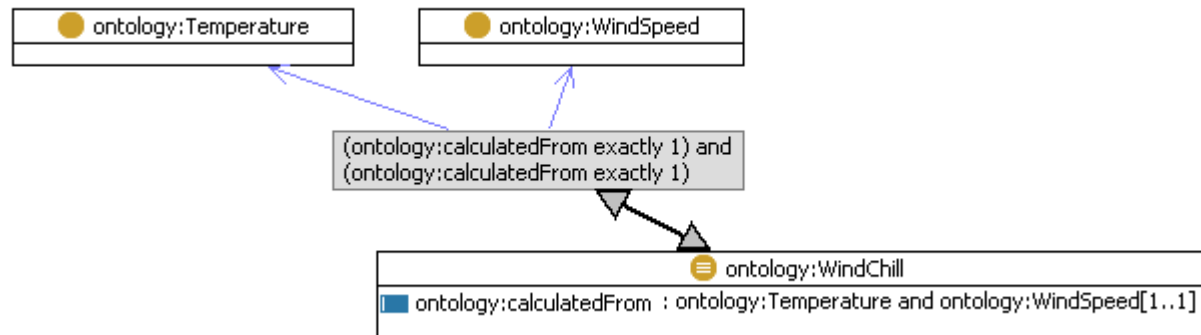 ontology:Temperature
ontology:WindSpeed
(ontology:calculatedFrom exactly 1) and
(ontology:calculatedFrom exactly 1)
ontology:WindChill
ontology:calculatedFrom : ontology:Temperature and ontology:WindSpeed[1..1]